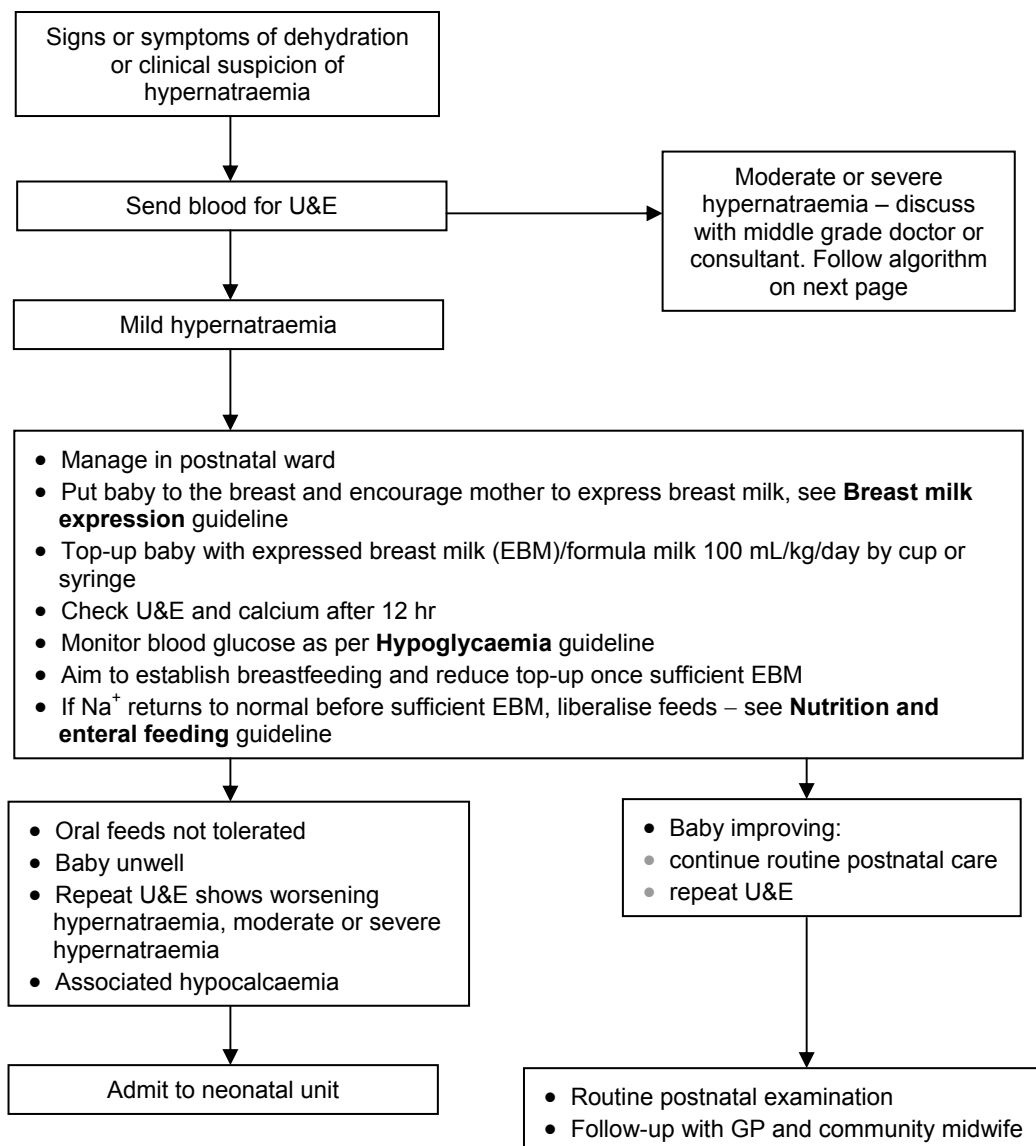 Signs or symptoms of dehydration
or clinical suspicion of
hypernatraemia
Send blood for U&E
Moderate or severe
hypernatraemia – discuss
with middle grade doctor or
consultant. Follow algorithm
on next page
Mild hypernatraemia
• Manage in postnatal ward
• Put baby to the breast and encourage mother to express breast milk, see Breast milk
expression guideline
• Top-up baby with expressed breast milk (EBM)/formula milk 100 mL/kg/day by cup or
syringe
• Check U&E and calcium after 12 hr
• Monitor blood glucose as per Hypoglycaemia guideline
• Aim to establish breastfeeding and reduce top-up once sufficient EBM
• If Na⁺ returns to normal before sufficient EBM, liberalise feeds – see Nutrition and
enteral feeding guideline
• Oral feeds not tolerated
• Baby unwell
• Repeat U&E shows worsening
hypernatraemia, moderate or severe
hypernatraemia
• Associated hypocalcaemia
• Baby improving:
• continue routine postnatal care
• repeat U&E
Admit to neonatal unit
• Routine postnatal examination
• Follow-up with GP and community midwife